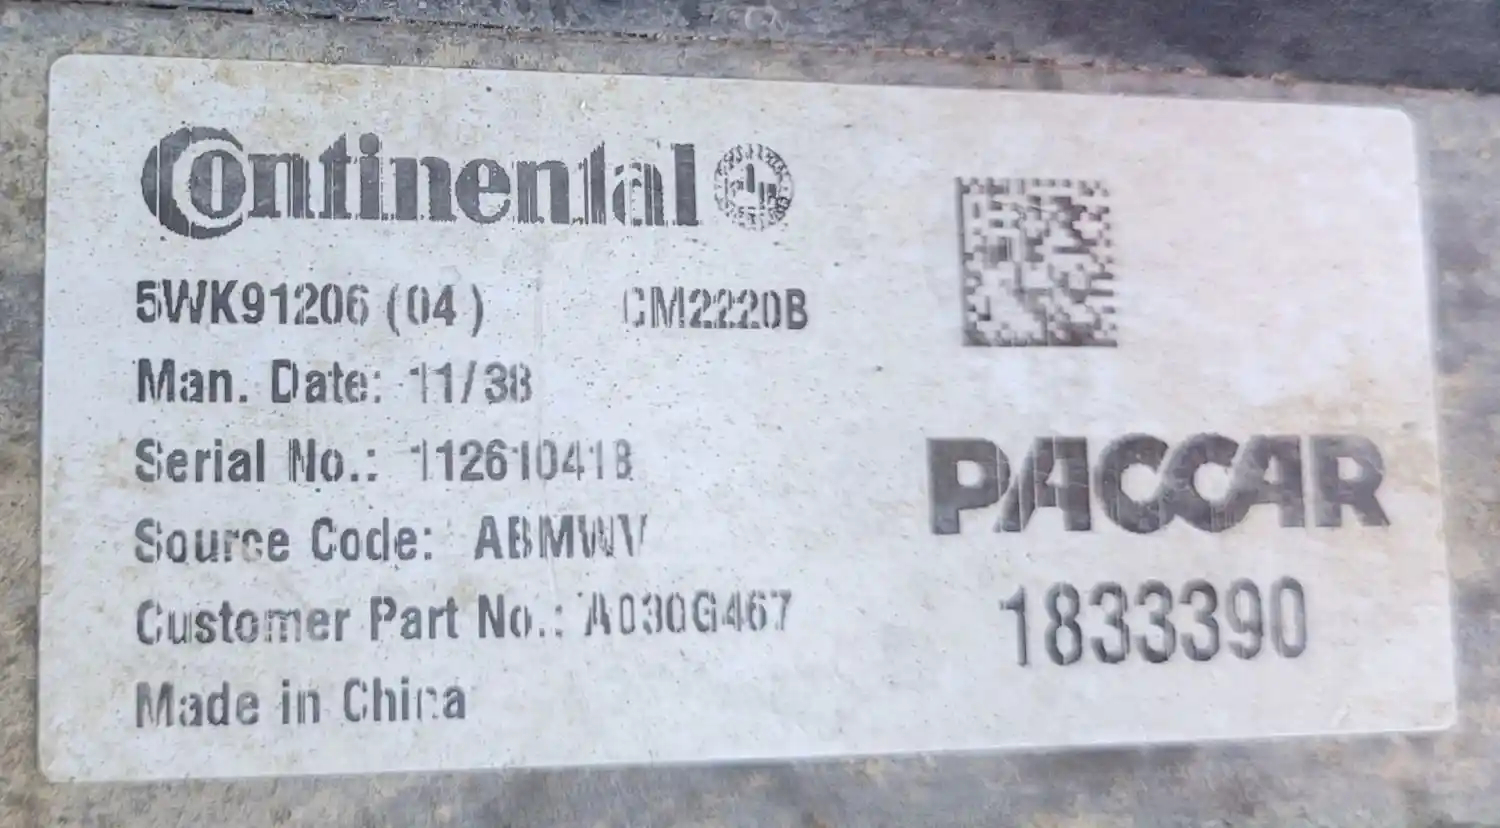 Continental
5WK91206 (04)
CM2220B
Man. Date: 11/38
Serial No.: 112610418
Source Code: ABMWV
Customer Part No.: A030G467
Made in China
PACCAR
1833390